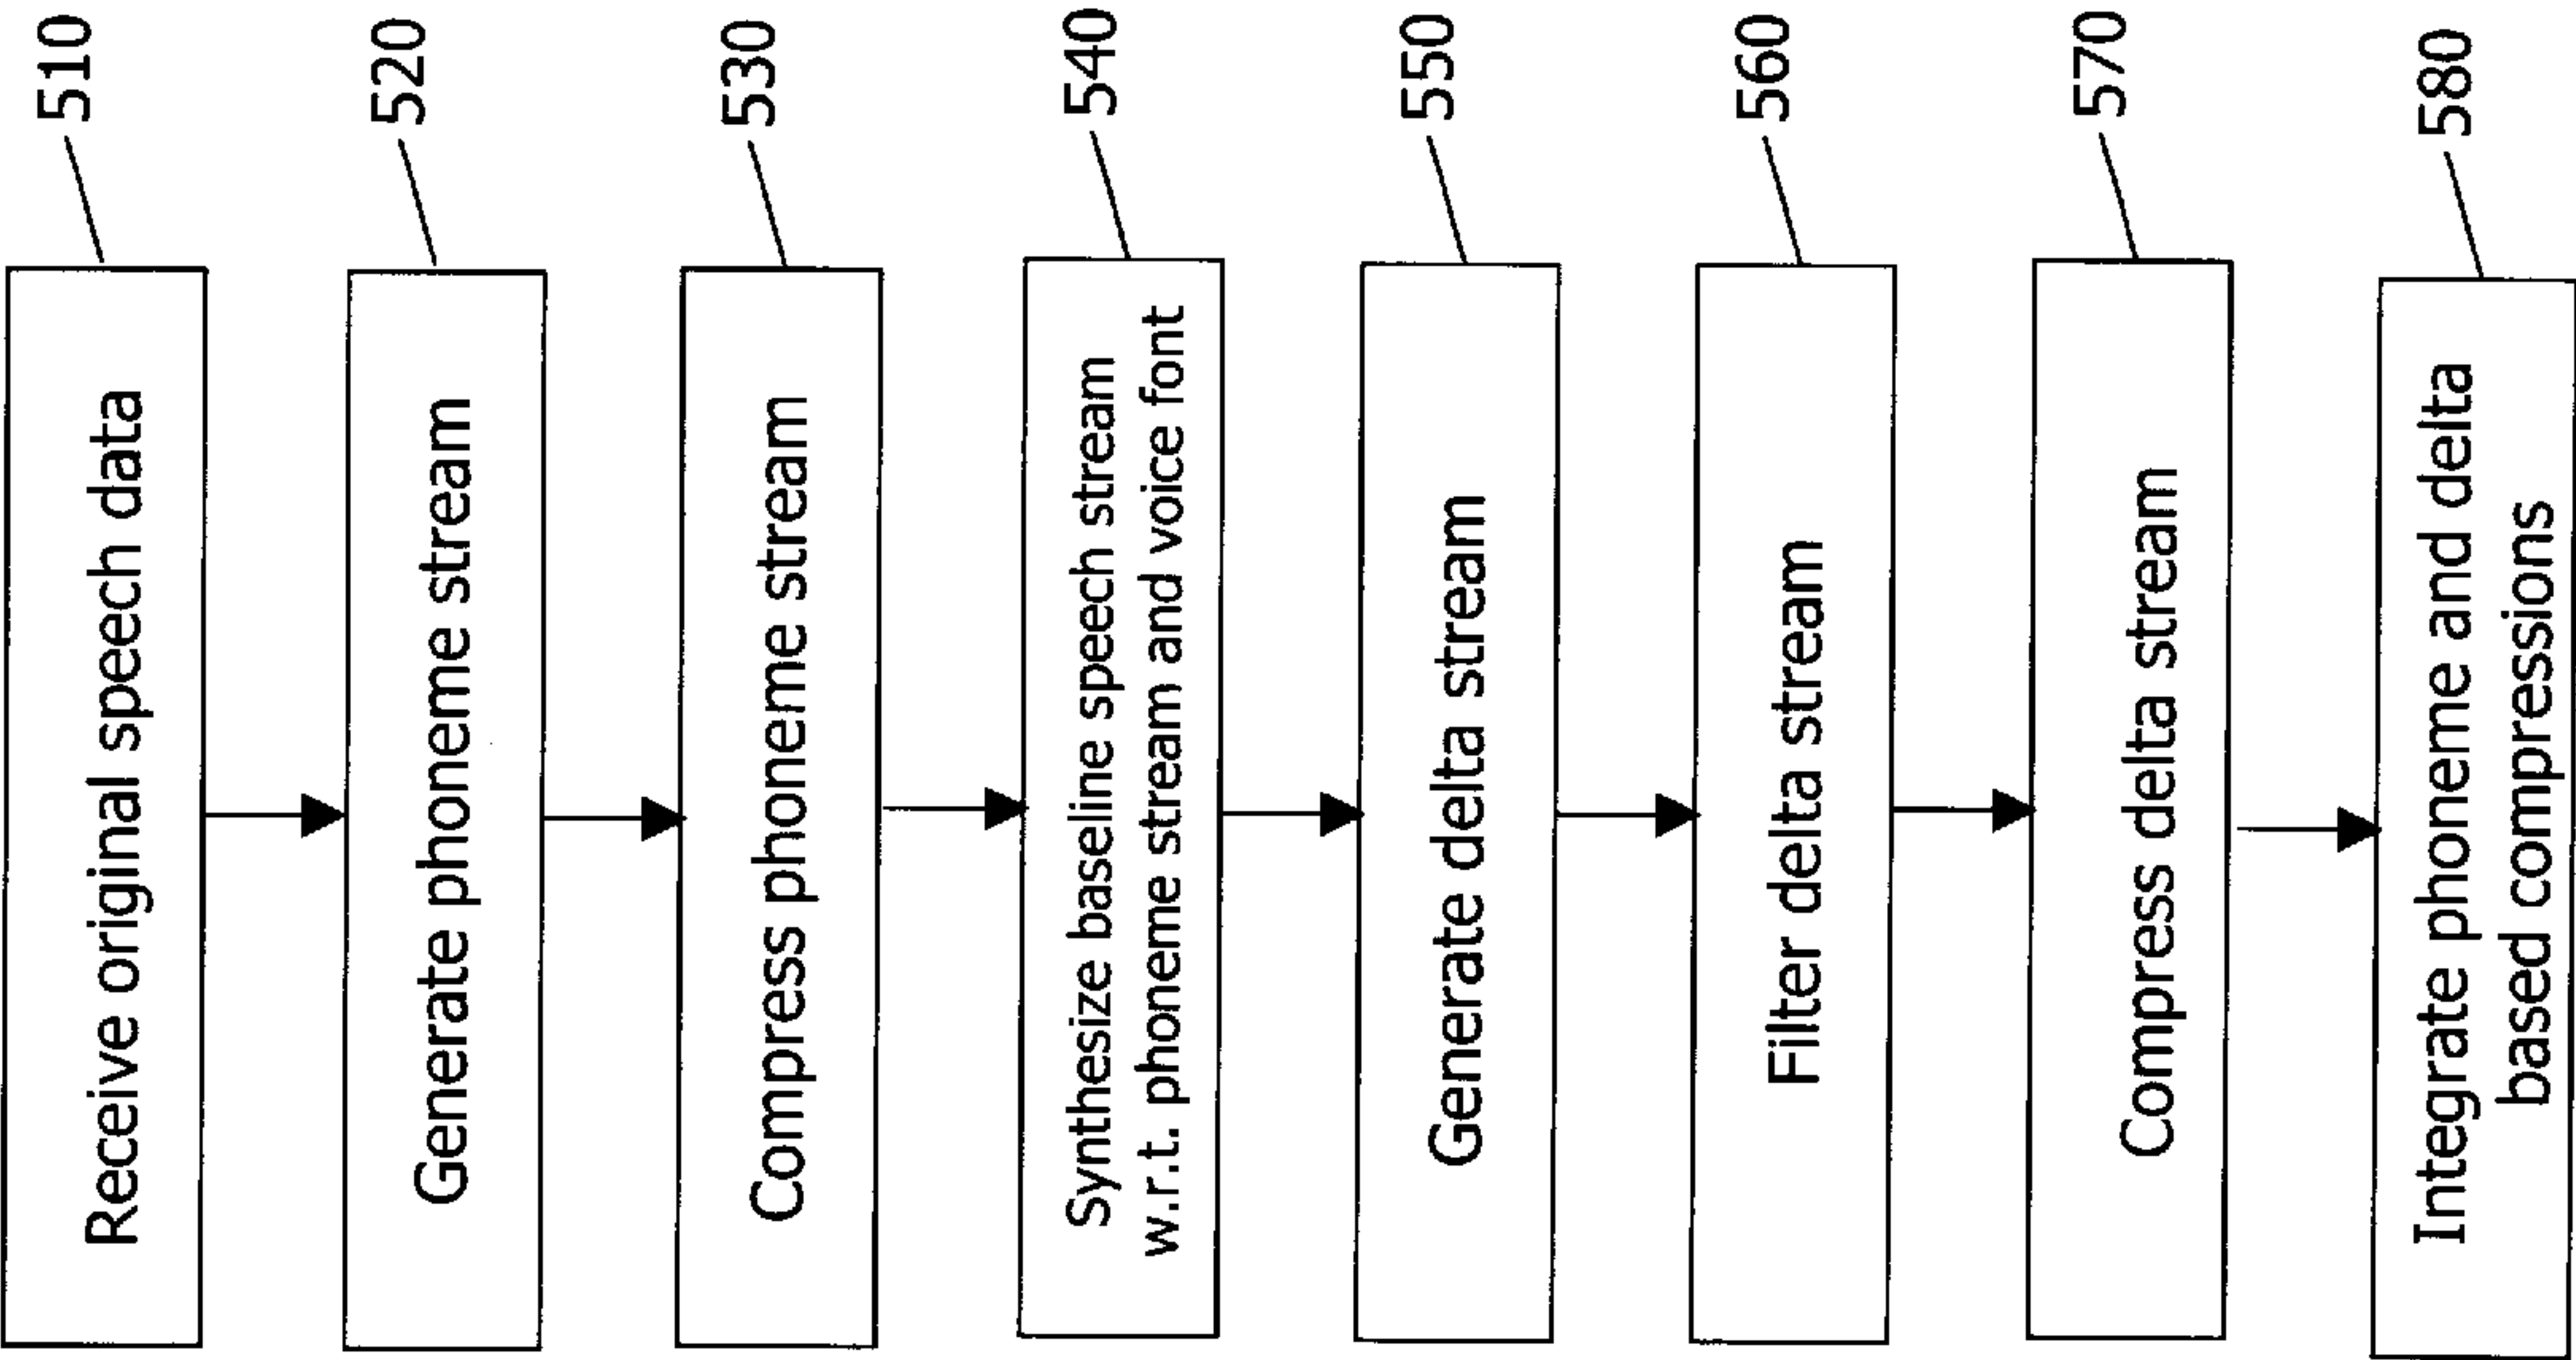 510
Receive original speech data
520
Generate phoneme stream
530
Compress phoneme stream
540
Synthesize baseline speech stream
w.r.t. phoneme stream and voice font
550
Generate delta stream
560
Filter delta stream
570
Compress delta stream
580
Integrate phoneme and delta
based compressions